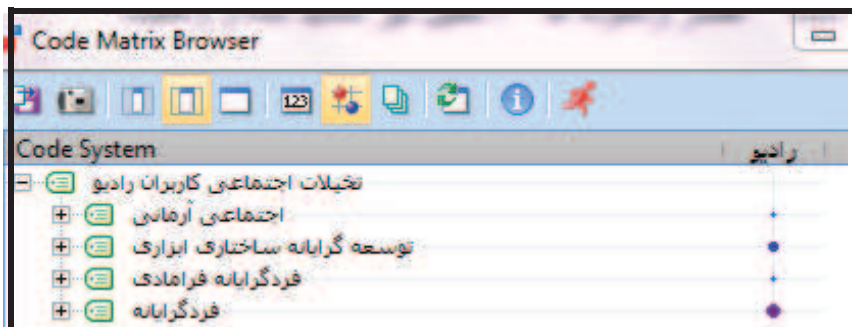 Code Matrix Browser
123
Code System رادیو
تخیلات اجتماعی کاربران رادیو
اجتماعی آرمانی
توسعه گرایانه ساختاری ابزاری
فردگرایانه فرامادی
فردگرایانه